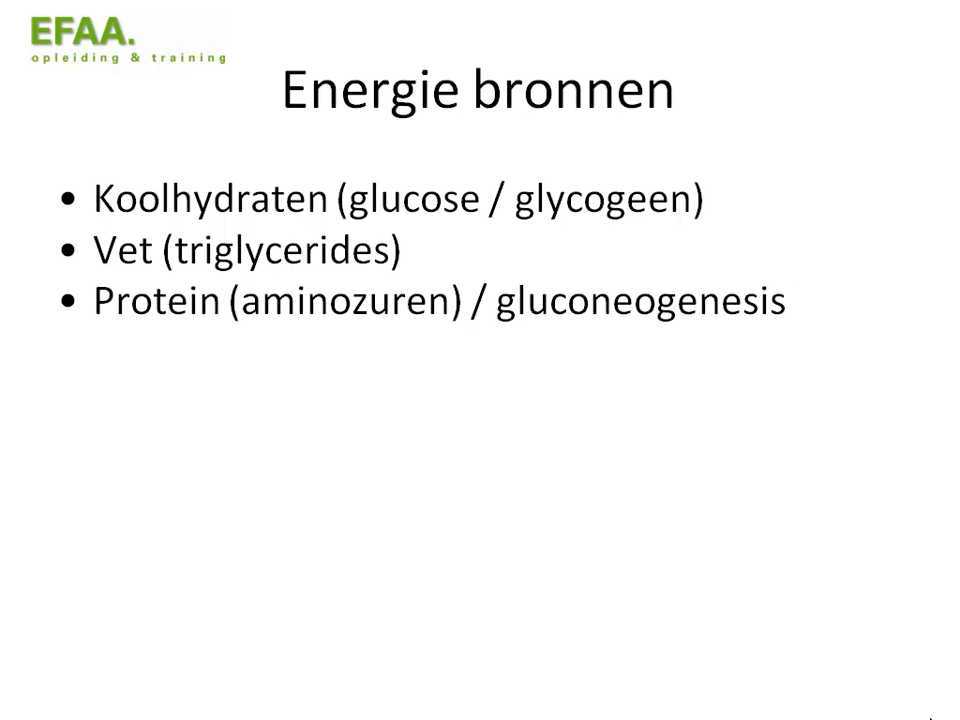 EFAA.
opleiding & training
Energie bronnen
• Koolhydraten (glucose / glycogeen)
• Vet (triglycerides)
• Protein (aminozuren) / gluconeogenesis